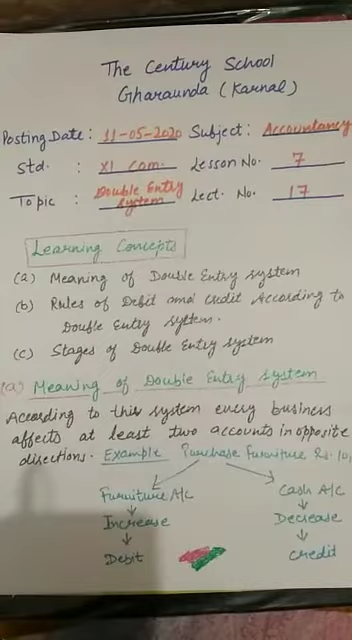 The Century School
Gharaunda (Karnal)
Posting Date : 11-05-2020 Subject : Accountancy
Std. : XI Com. Lesson No. 7
Topic : Double Entry System Lect. No. 17
Learning Concepts
(a) Meaning of Double Entry system
(b) Rules of Debit and Credit According to
Double Entry system.
(c) Stages of Double Entry system
(a) Meaning of Double Entry system
According to this system every business
affects at least two accounts in opposite
directions. Example Purchase Furniture Rs. 10,
Furniture A/C Cash A/C
Increase Decrease
Debit Credit